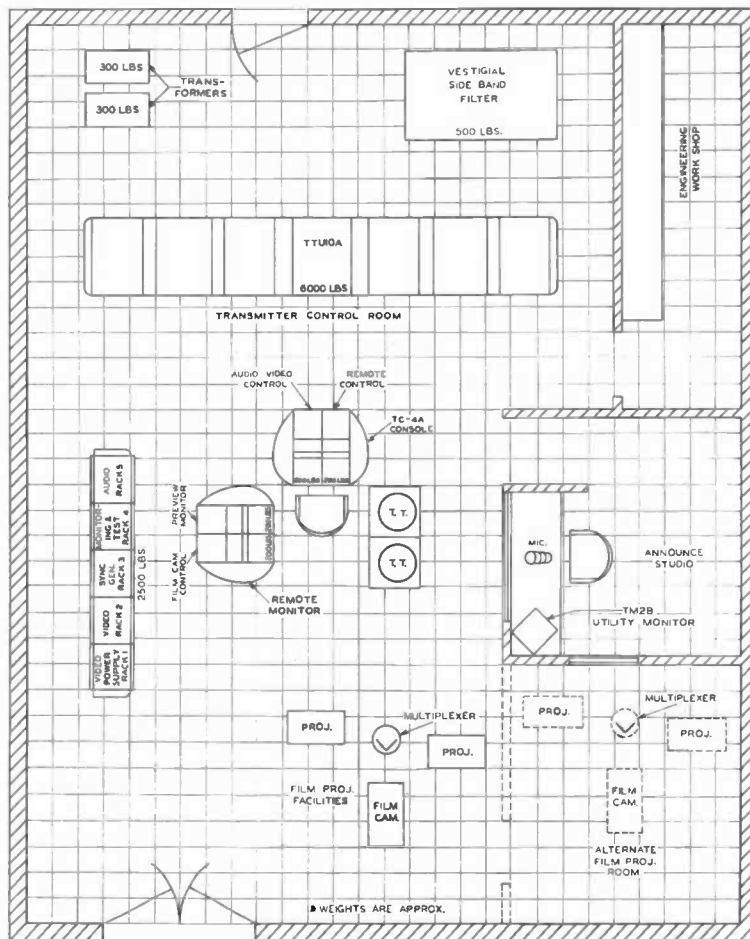 300 LBS
300 LBS
TRANS-
FORMERS
VESTIGIAL
SIDE BAND
FILTER
500 LBS.
ENGINEERING
WORK SHOP
TTU10A
6000 LBS
TRANSMITTER CONTROL ROOM
AUDIO VIDEO
CONTROL
REMOTE
CONTROL
TC-4A
CONSOLE
AUDIO
RACK 5
MONITOR-
ING &
TEST
RACK 4
SYNC
GEN.
RACK 3
VIDEO
RACK 2
VIDEO
POWER
SUPPLY
RACK 1
2500 LBS.
PREVIEW
MONITOR
FILM CAM
CONTROL
REMOTE
MONITOR
T.T.
T.T.
MIC.
ANNOUNCE
STUDIO
TM2B
UTILITY MONITOR
PROJ.
MULTIPLEXER
PROJ.
FILM PROJ.
FACILITIES
FILM
CAM.
PROJ.
MULTIPLEXER
PROJ.
FILM
CAM.
ALTERNATE
FILM PROJ.
ROOM
WEIGHTS ARE APPROX.